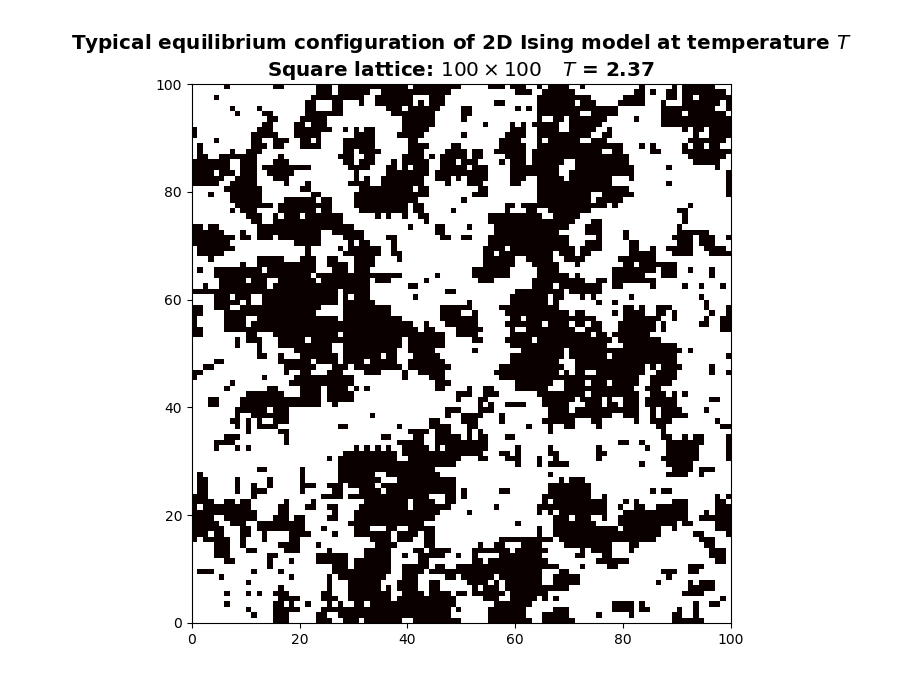 Typical equilibrium configuration of 2D Ising model at temperature T
Square lattice: 100 × 100 T = 2.37
100
80
60
40
20
0
0 20 40 60 80 100